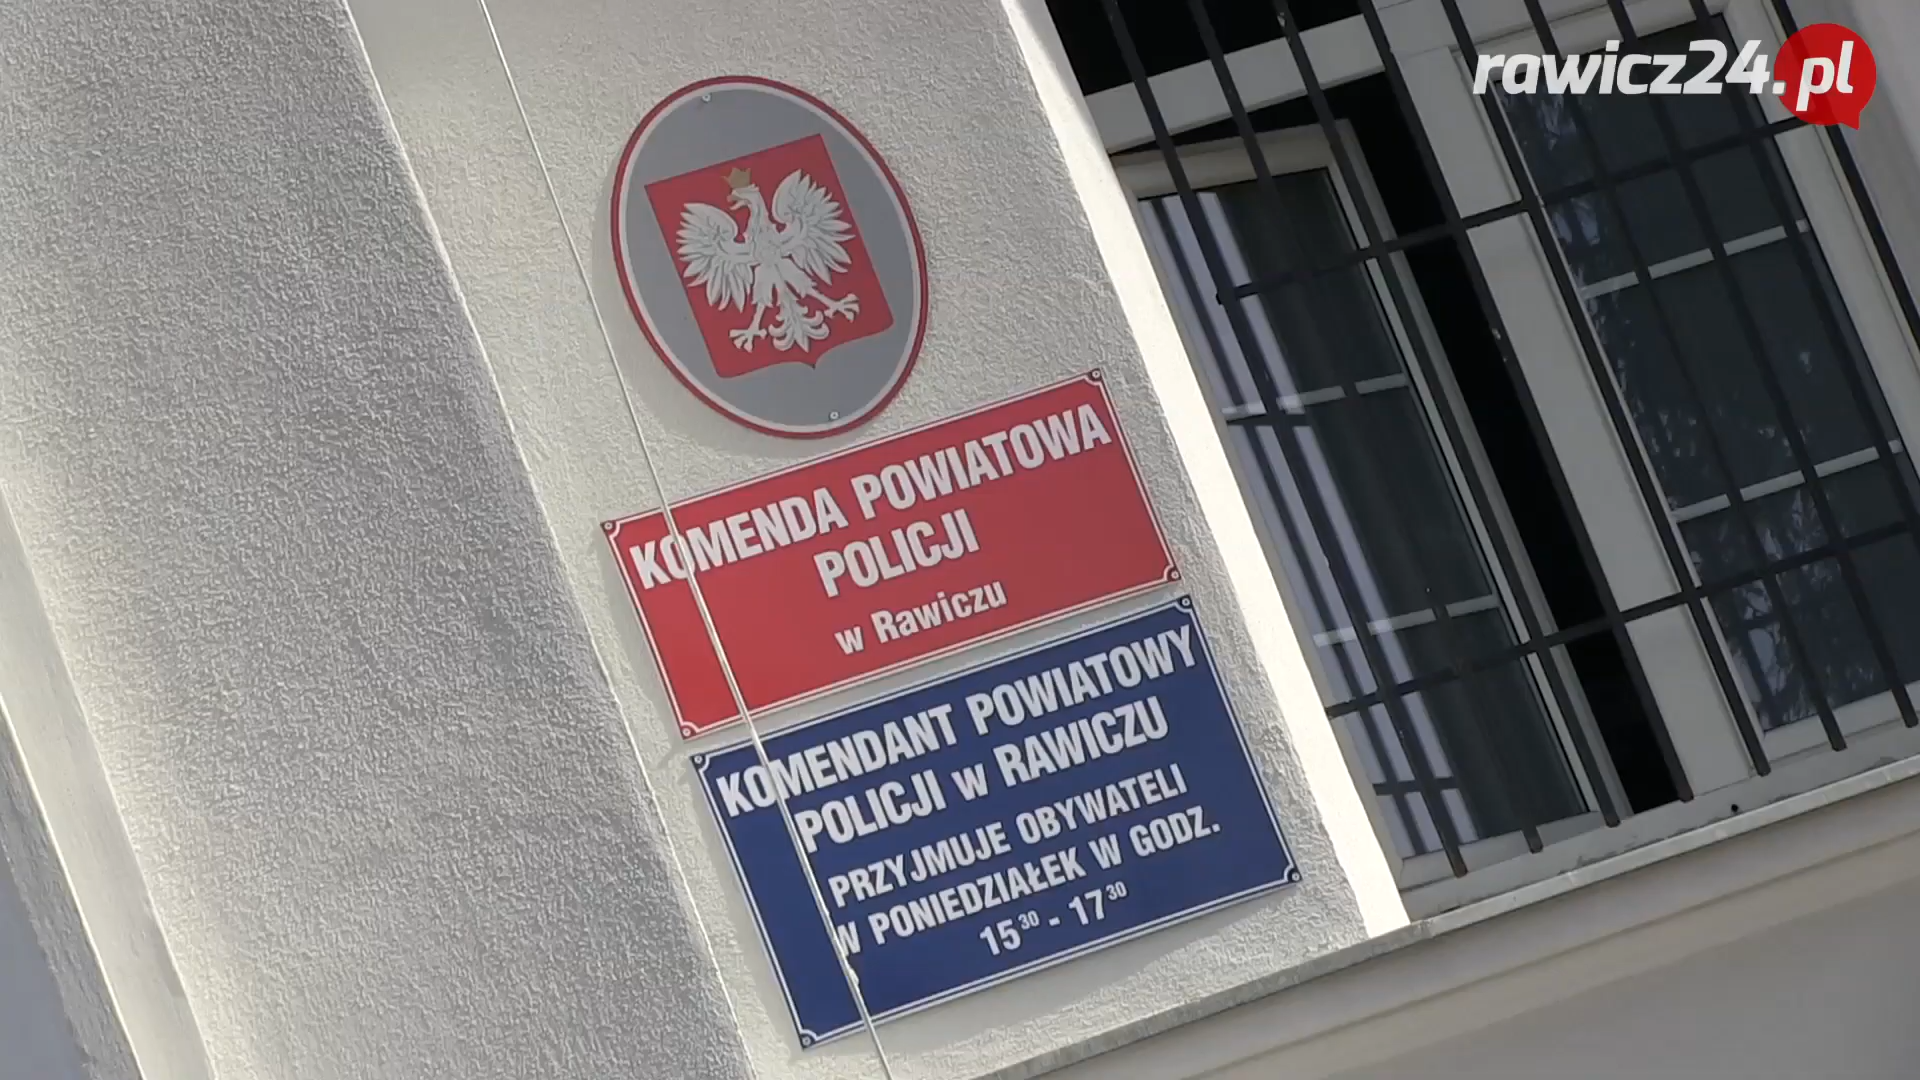 rawicz24.pl
KOMENDA POWIATOWA
POLICJI
w Rawiczu
KOMENDANT POWIATOWY
POLICJI w RAWICZU
PRZYJMUJE OBYWATELI
W PONIEDZIAŁEK W GODZ.
15³⁰ - 17³⁰